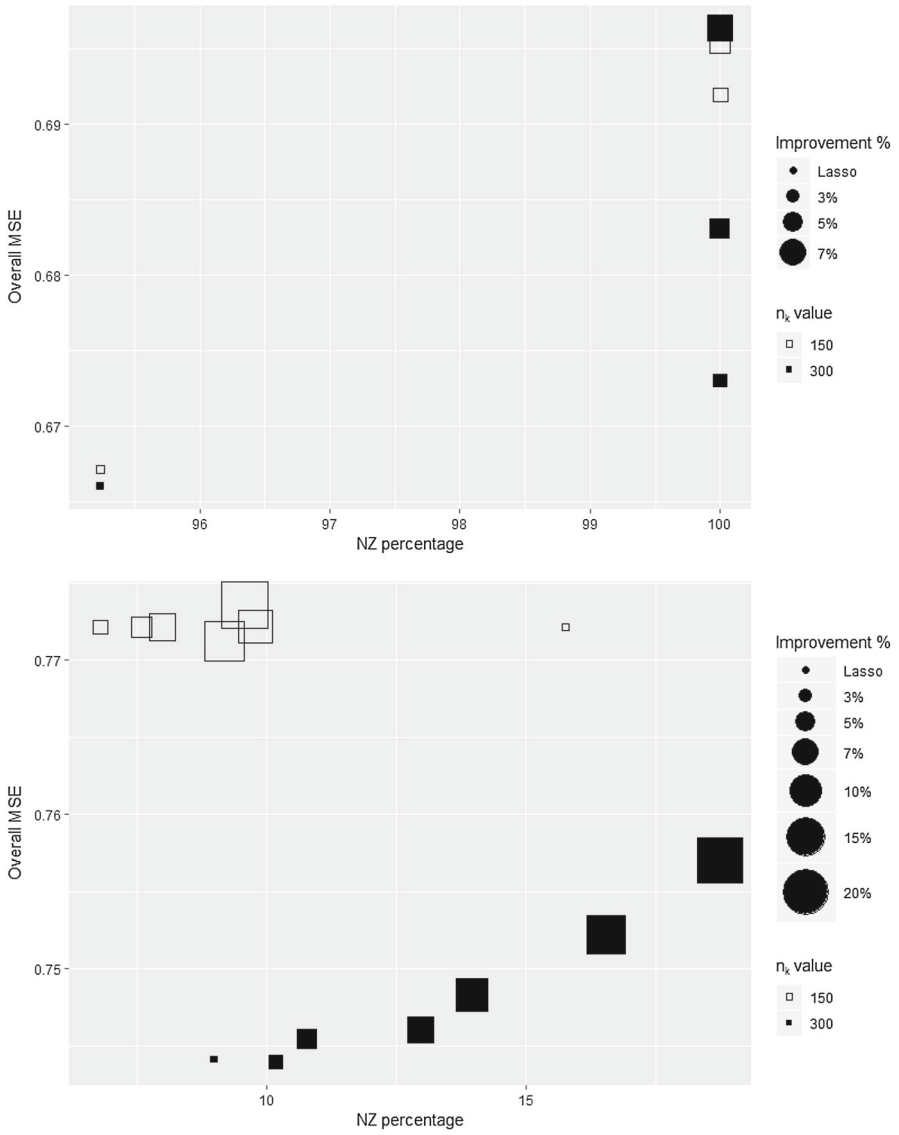 0.69
0.68
0.67
Overall MSE
96
97
98
99
100
NZ percentage
Improvement %
Lasso
3%
5%
7%
nk value
150
300
0.77
0.76
0.75
Overall MSE
10
15
NZ percentage
Improvement %
Lasso
3%
5%
7%
10%
15%
20%
nk value
150
300